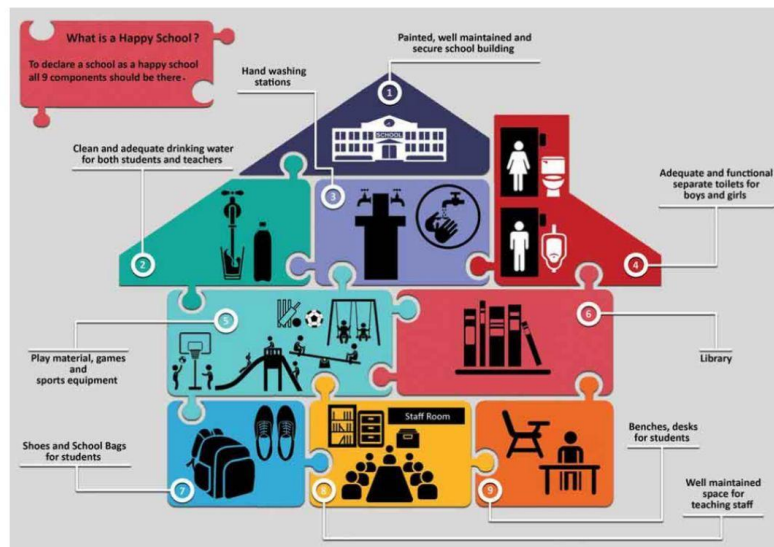 What is a Happy School ?
To declare a school as a happy school
all 9 components should be there.
Painted, well maintained and
secure school building
1
SCHOOL
Hand washing
stations
3
Clean and adequate drinking water
for both students and teachers
2
Adequate and functional
separate toilets for
boys and girls
4
Play material, games
and
sports equipment
5
6
Library
Shoes and School Bags
for students
7
Staff Room
8
Benches, desks
for students
9
Well maintained
space for
teaching staff